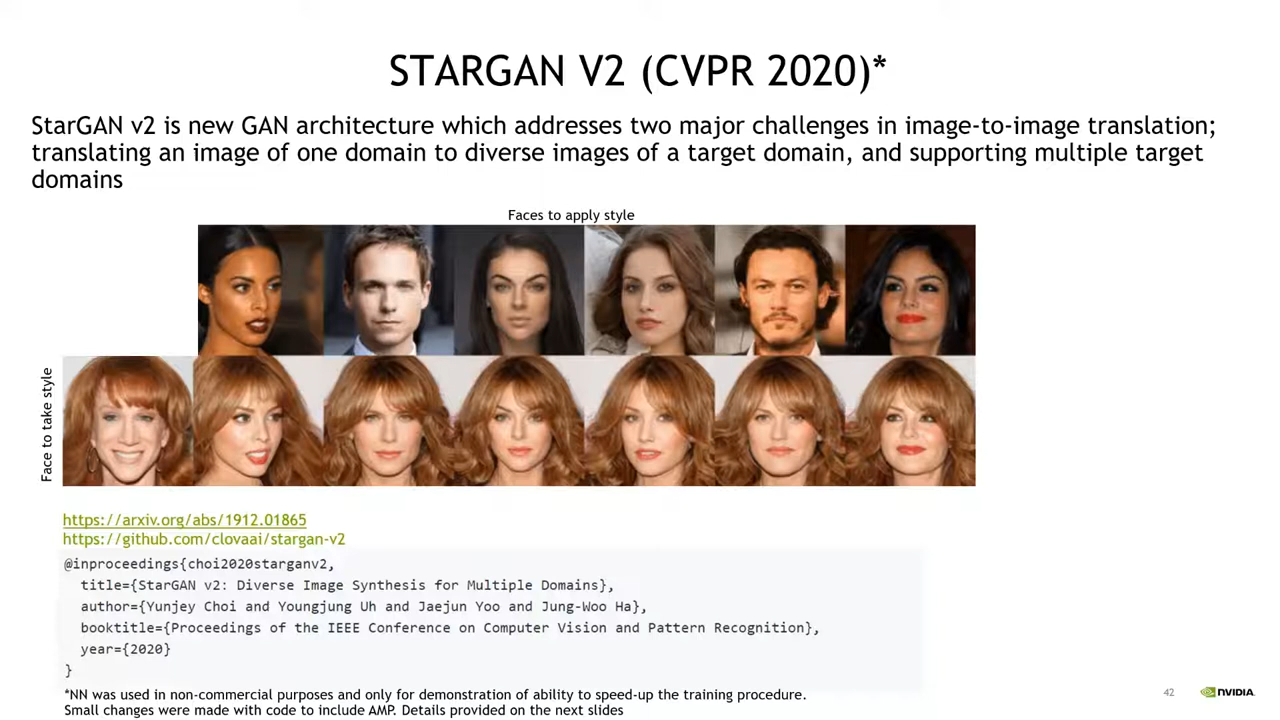 STARGAN V2 (CVPR 2020)*
StarGAN v2 is new GAN architecture which addresses two major challenges in image-to-image translation;
translating an image of one domain to diverse images of a target domain, and supporting multiple target
domains
Faces to apply style
Face to take style
https://arxiv.org/abs/1912.01865
https://github.com/clovaai/stargan-v2
@inproceedings{choi2020starganv2,
title={StarGAN v2: Diverse Image Synthesis for Multiple Domains},
author={Yunjey Choi and Youngjung Uh and Jaejun Yoo and Jung-Woo Ha},
booktitle={Proceedings of the IEEE Conference on Computer Vision and Pattern Recognition},
year={2020}
}
*NN was used in non-commercial purposes and only for demonstration of ability to speed-up the training procedure.
Small changes were made with code to include AMP. Details provided on the next slides
42
NVIDIA.